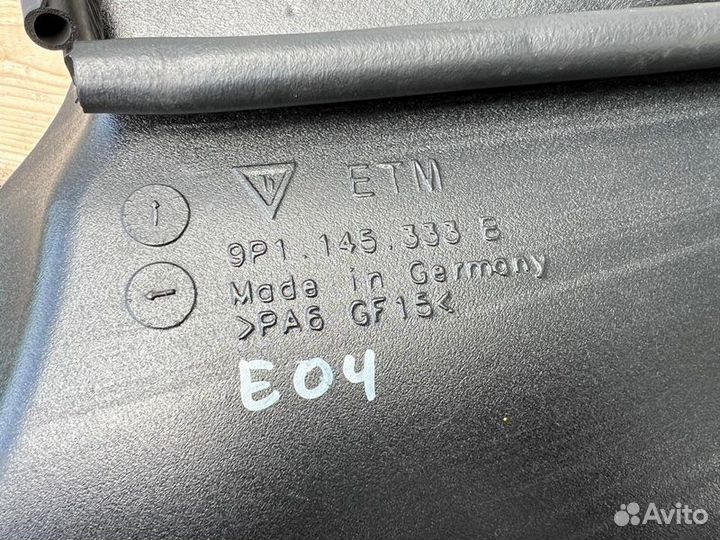 ETM
9P1.145.333 B
Made in Germany
>PA6 GF15<
E04
Avito